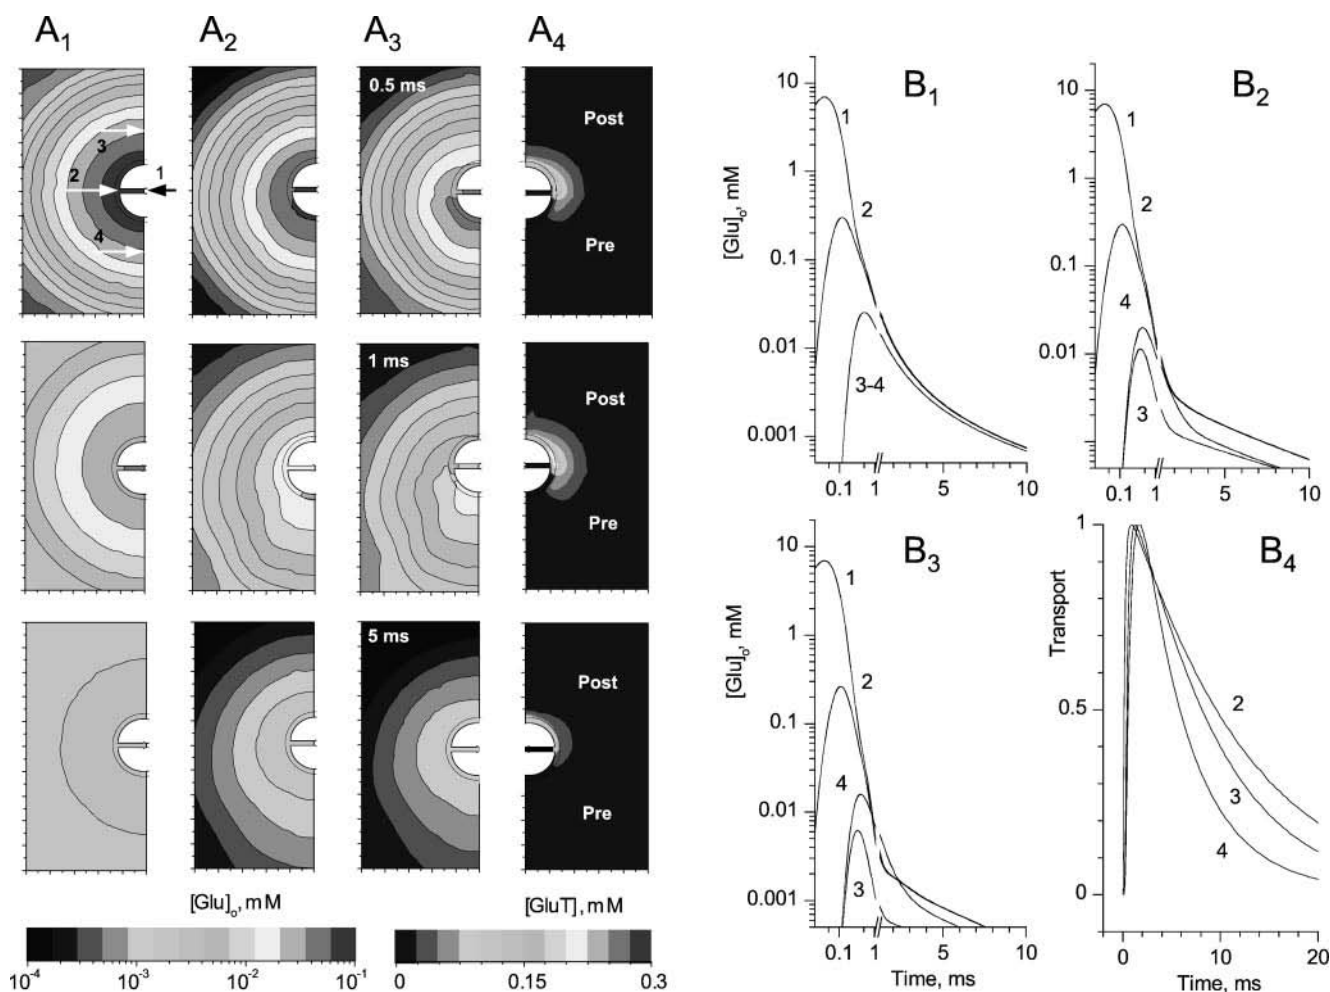 A1
A2
A3
A4
0.5 ms
Post
Pre
1
2
3
4
1 ms
Post
Pre
5 ms
Post
Pre
[Glu]o, mM
[GluT], mM
10-4
10-3
10-2
10-1
0
0.15
0.3
B1
[Glu]o, mM
10
1
0.1
0.01
0.001
1
2
3-4
0.1
1
5
10
B2
10
1
0.1
0.01
1
2
4
3
0.1
1
5
10
B3
[Glu]o, mM
10
1
0.1
0.01
0.001
1
2
4
3
0.1
1
5
10
Time, ms
B4
Transport
1
0.5
0
2
3
4
0
10
20
Time, ms